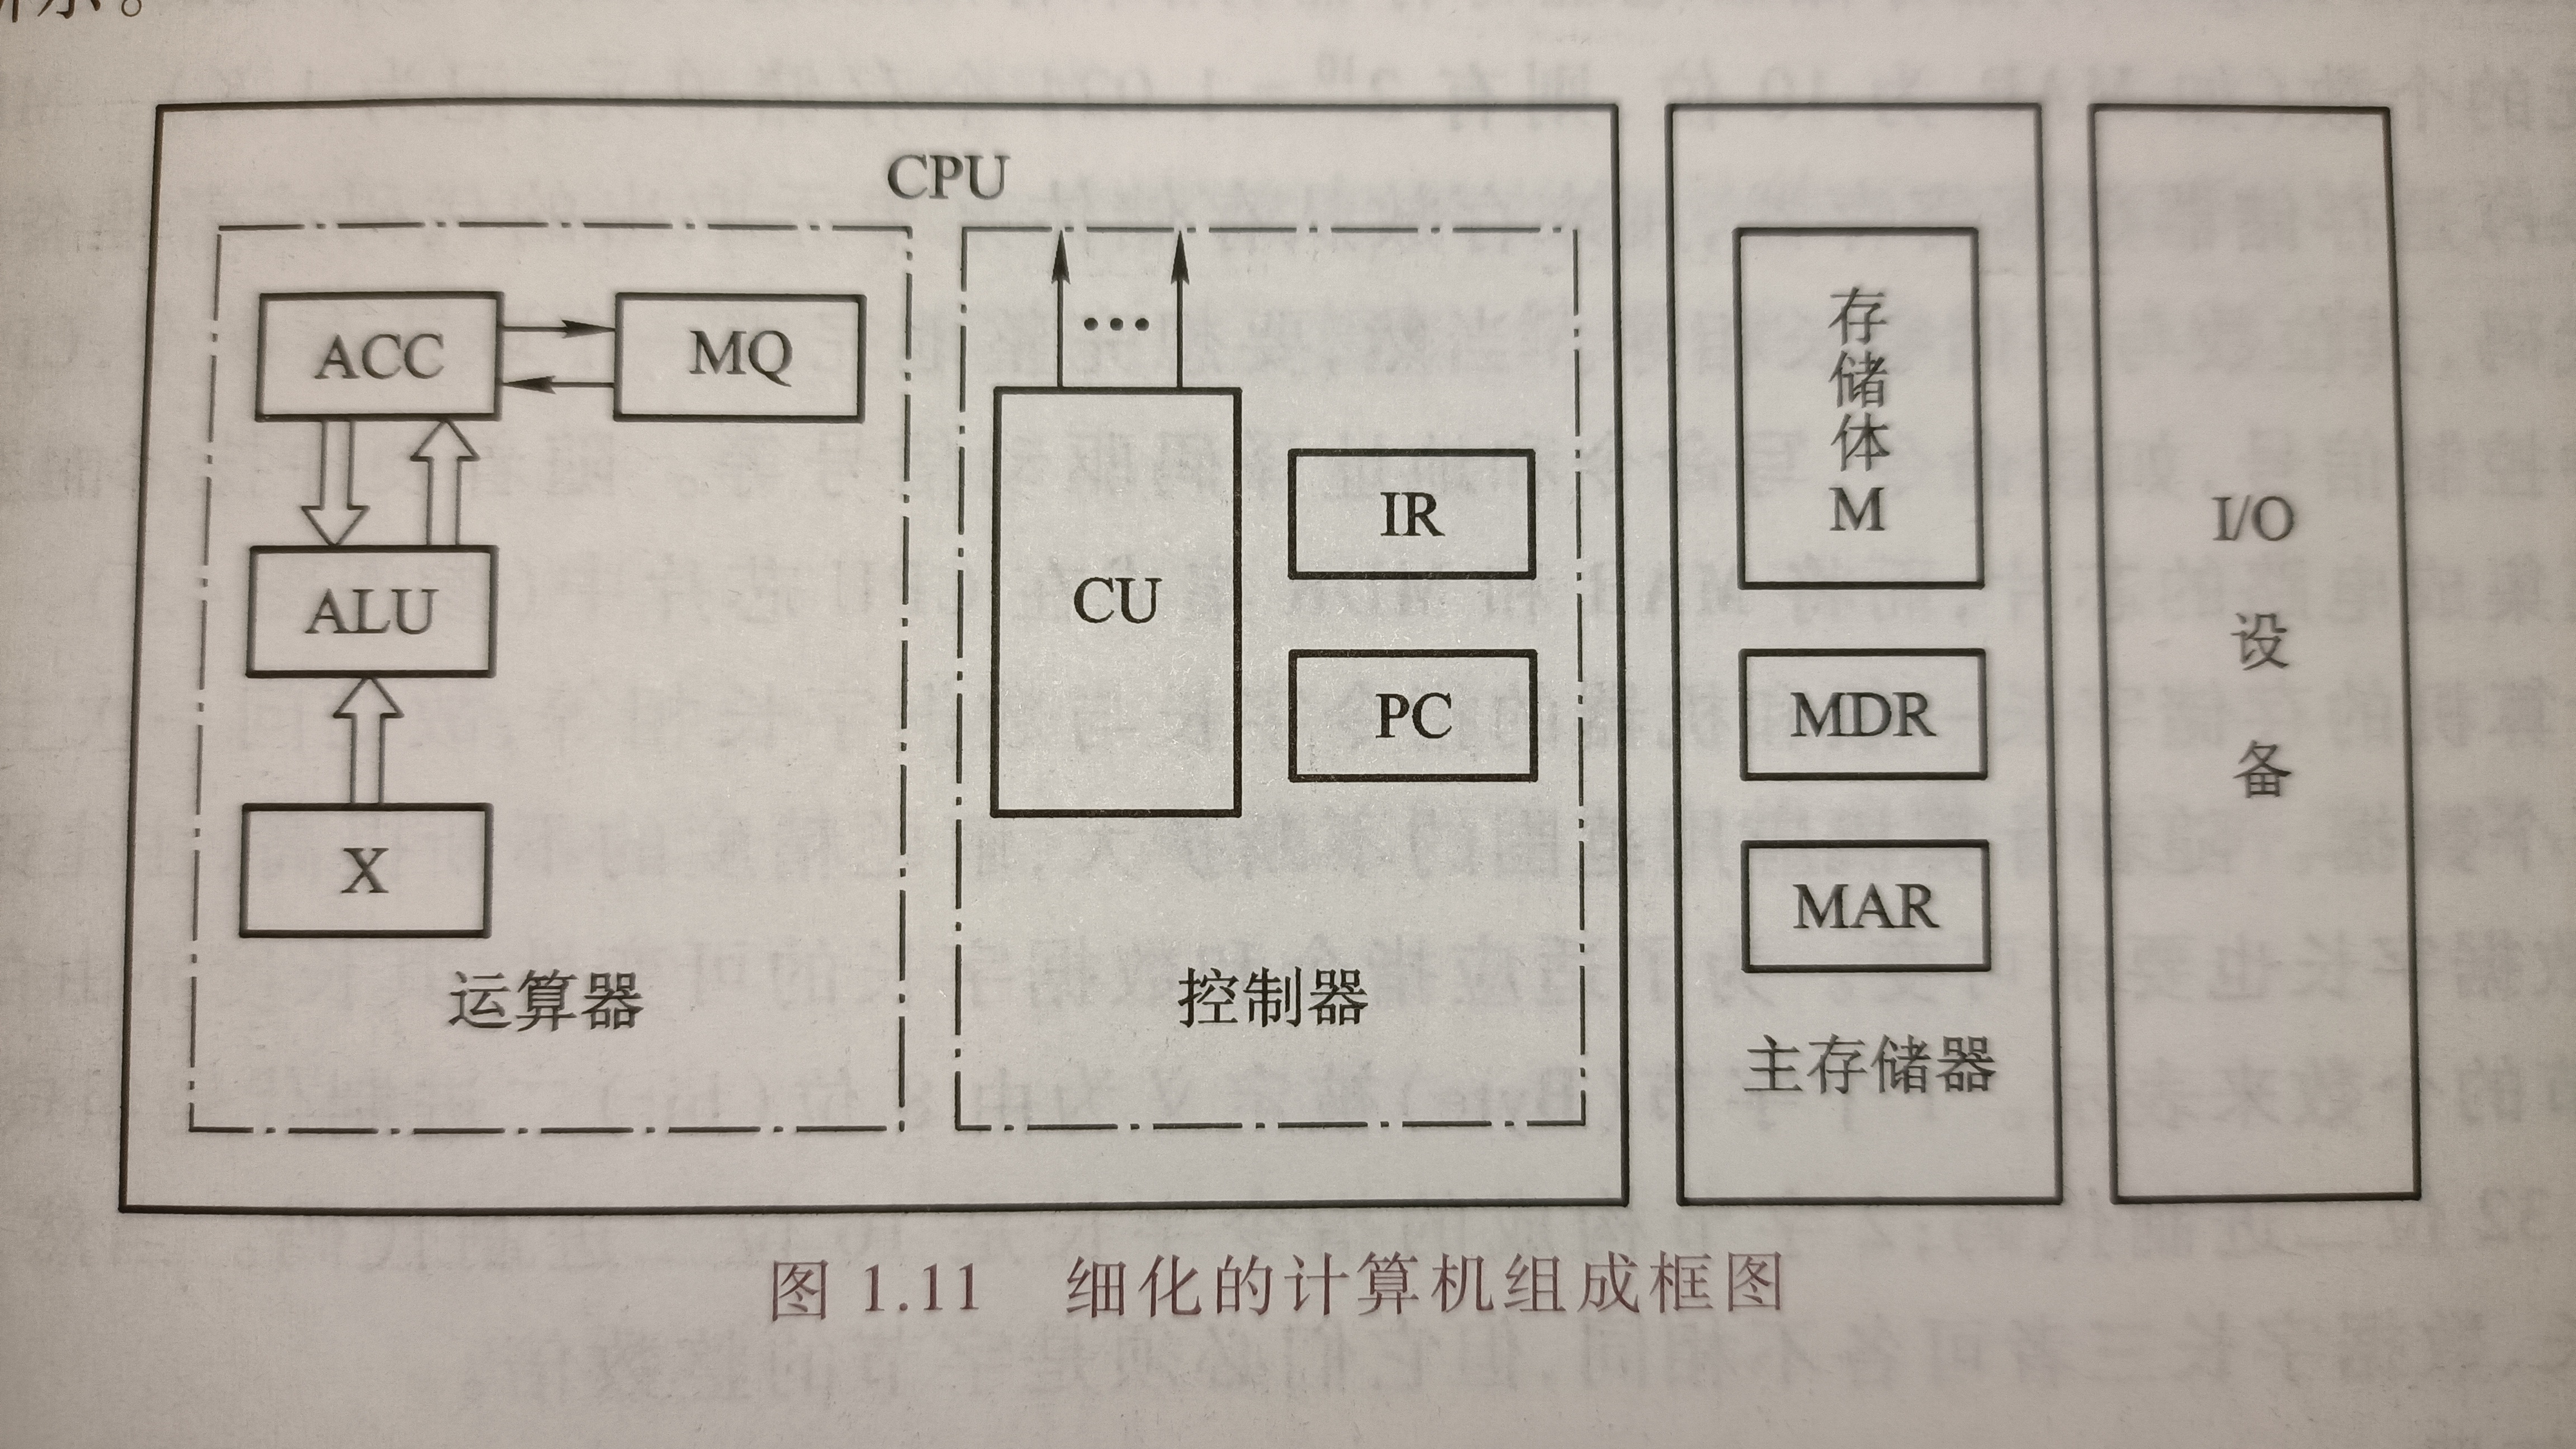 示。
CPU
ACC
MQ
ALU
X
运算器
CU
IR
PC
控制器
存
储
体
M
MDR
MAR
主存储器
I/O
设
备
图 1.11 细化的计算机组成框图